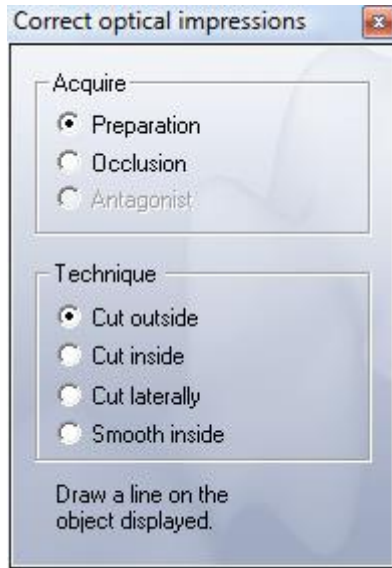 Correct optical impressions
Acquire
Preparation
Occlusion
Antagonist
Technique
Cut outside
Cut inside
Cut laterally
Smooth inside
Draw a line on the
object displayed.